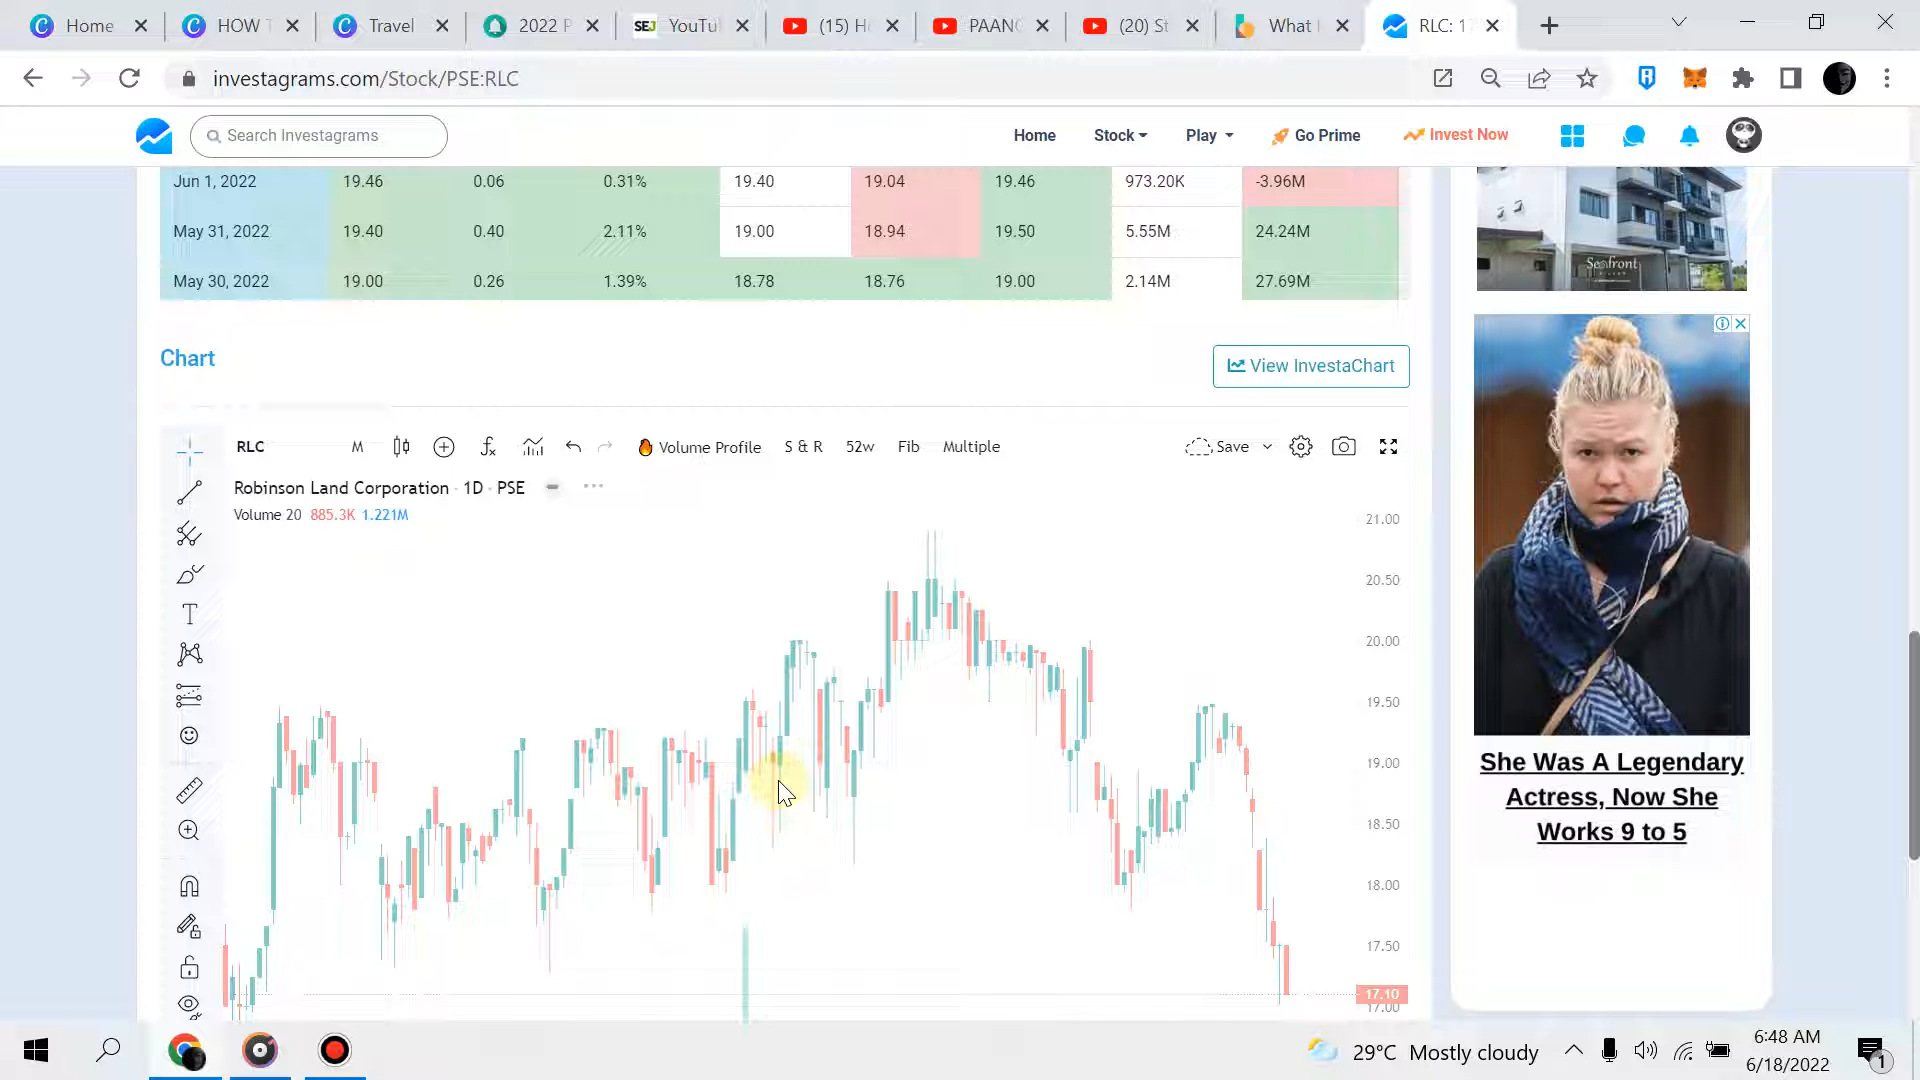 Home
HOW T
Travel
2022 P
SEJ YouTu
(15) H
PAANO
(20) St
What
RLC: 17
investagrams.com/Stock/PSE:RLC
Search Investagrams
Home Stock Play Go Prime Invest Now
Jun 1, 2022 19.46 0.06 0.31% 19.40 19.04 19.46 973.20K -3.96M
May 31, 2022 19.40 0.40 2.11% 19.00 18.94 19.50 5.55M 24.24M
May 30, 2022 19.00 0.26 1.39% 18.78 18.76 19.00 2.14M 27.69M
Seafront
Chart
View InvestaChart
RLC M Volume Profile S & R 52w Fib Multiple Save
Robinson Land Corporation · 1D · PSE
Volume 20 885.3K 1.221M
21.00
20.50
20.00
19.50
19.00
18.50
18.00
17.50
17.10
17.00
She Was A Legendary
Actress, Now She
Works 9 to 5
29°C Mostly cloudy
6:48 AM
6/18/2022
1